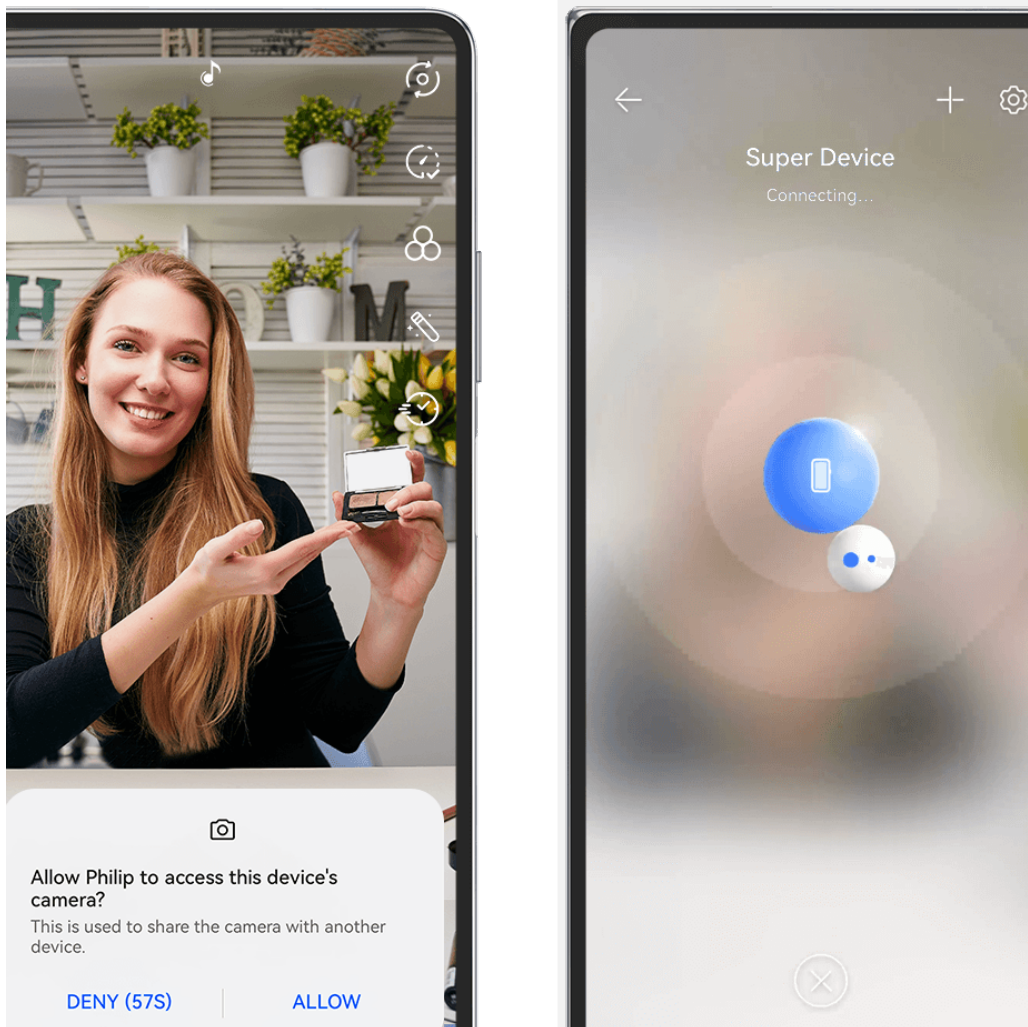 HOM
Allow Philip to access this device's
camera?
This is used to share the camera with another
device.
DENY (57S)
ALLOW
Super Device
Connecting...